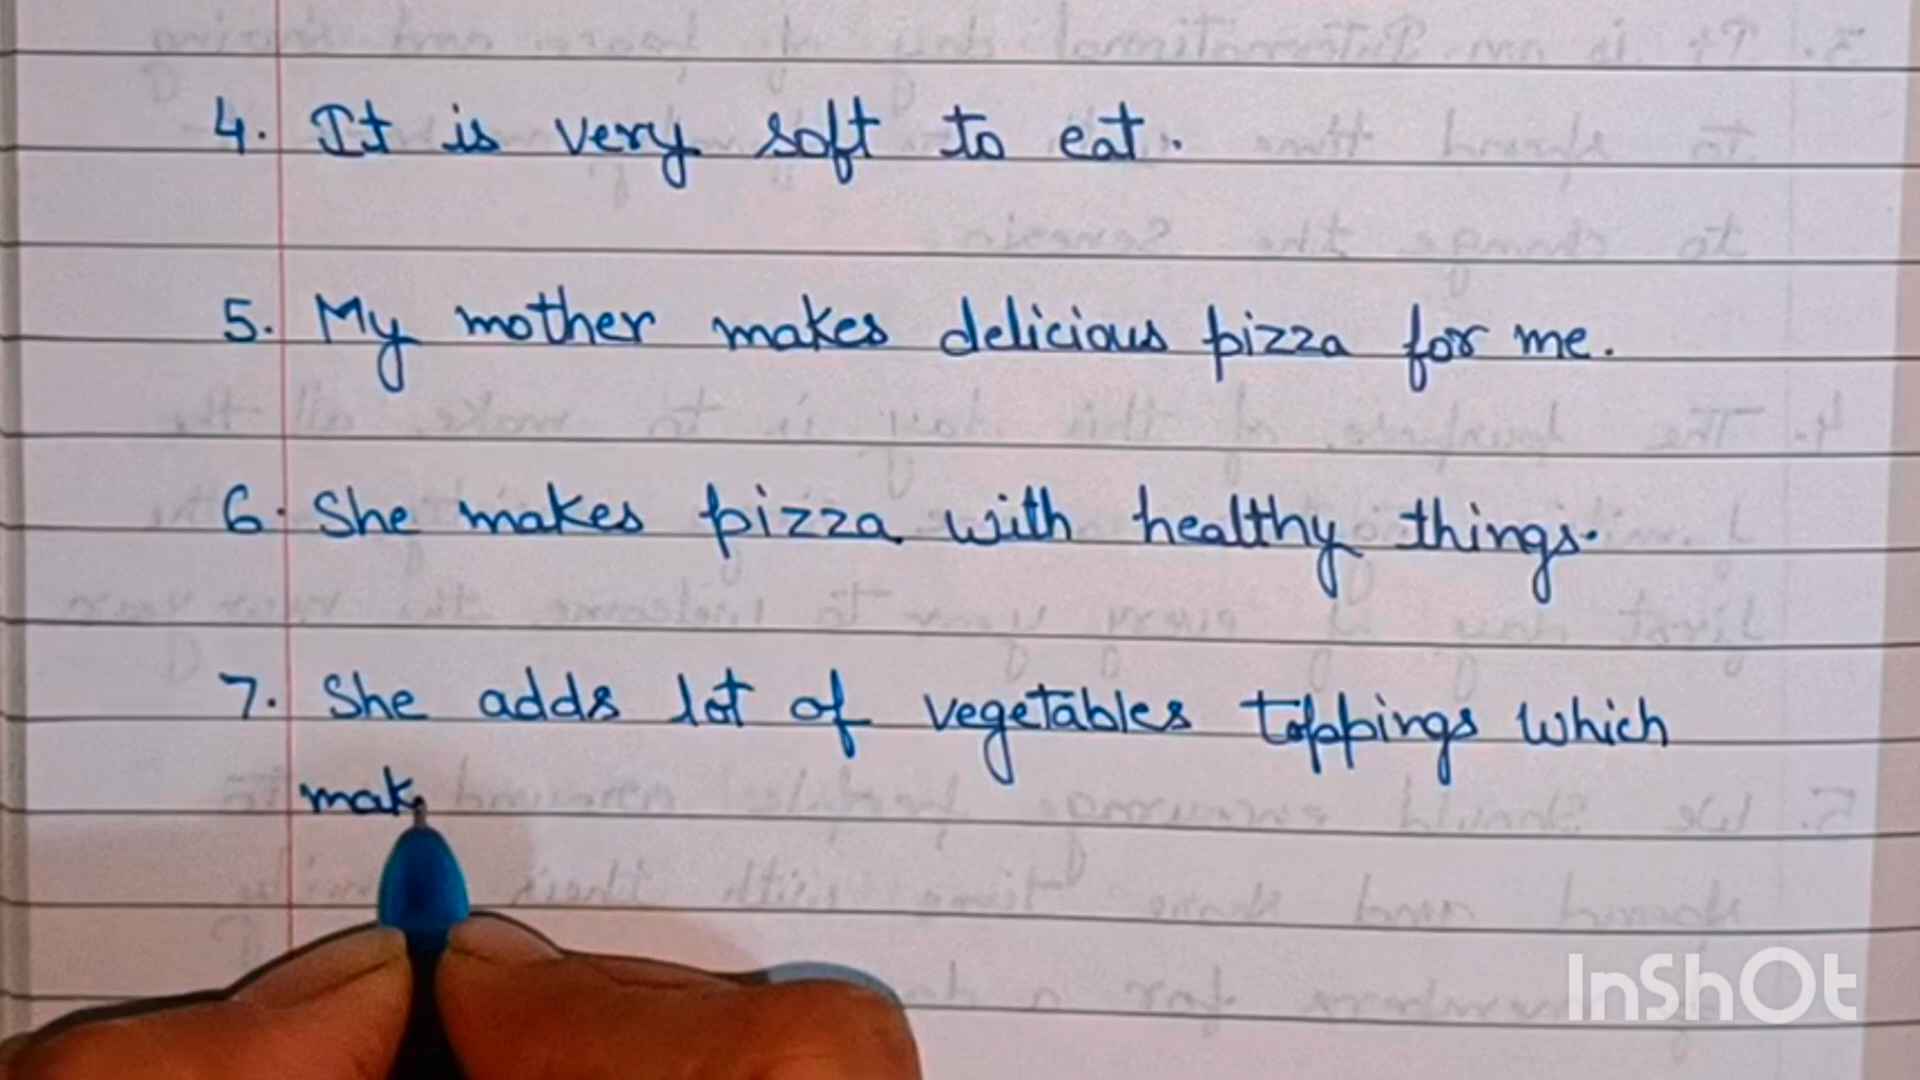 4. It is very soft to eat.
5. My mother makes delicious pizza for me.
6. She makes pizza with healthy things.
7. She adds lot of vegetables toppings which
mak
InShOt